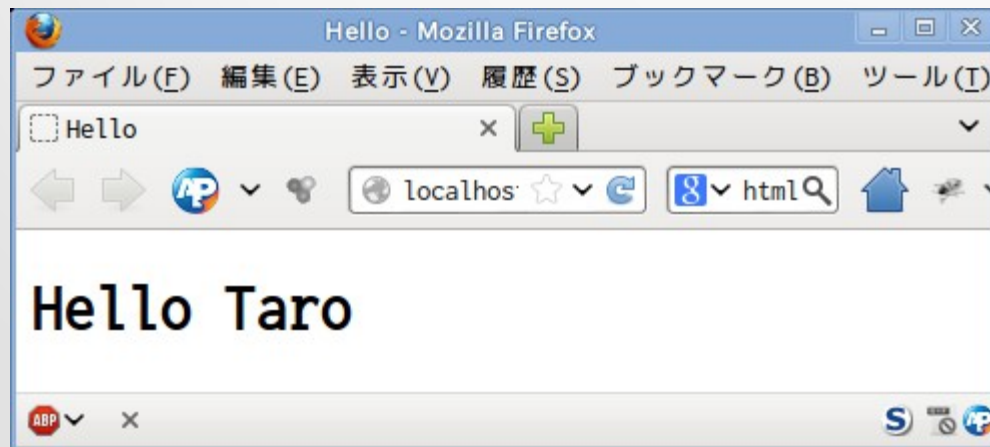 Hello - Mozilla Firefox
ファイル(F) 編集(E) 表示(V) 履歴(S) ブックマーク(B) ツール(T)
Hello
localhos html
Hello Taro
ABP